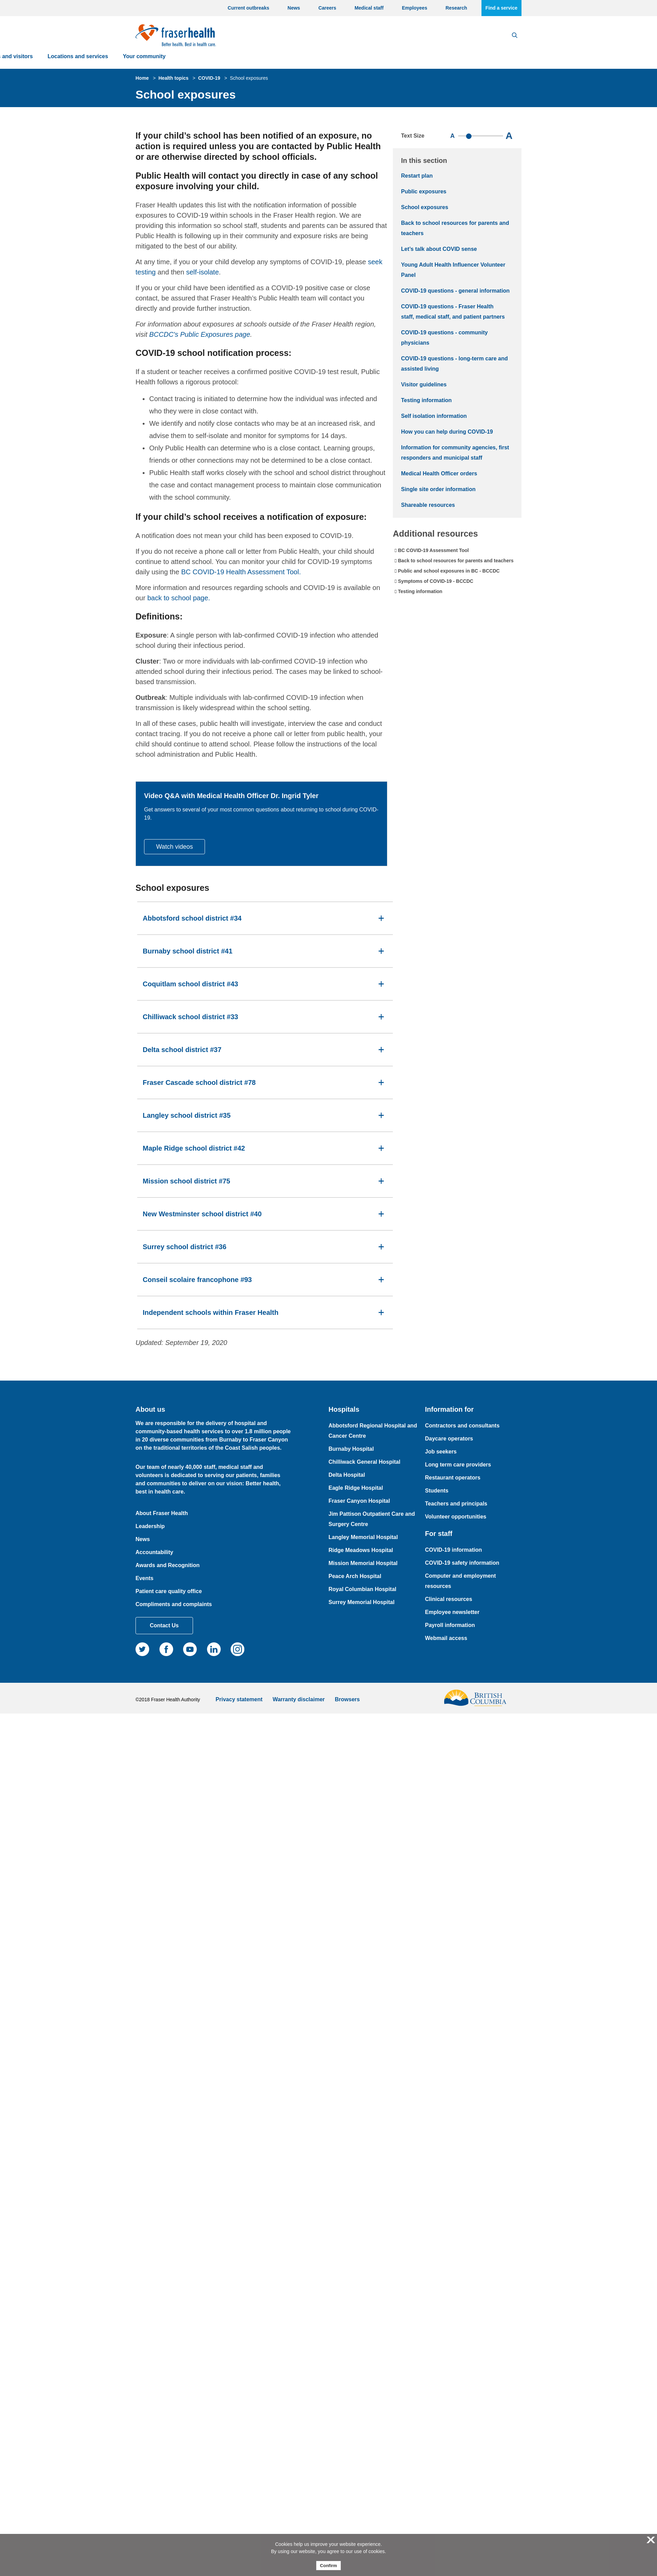 Current outbreaks
News
Careers
Medical staff
Employees
Research
Find a service
fraserhealth
Better health. Best in health care.
and visitors
Locations and services
Your community
Home > Health topics > COVID-19 > School exposures
School exposures
If your child's school has been notified of an exposure, no
action is required unless you are contacted by Public Health
or are otherwise directed by school officials.
Public Health will contact you directly in case of any school
exposure involving your child.
Fraser Health updates this list with the notification information of possible
exposures to COVID-19 within schools in the Fraser Health region. We are
providing this information so school staff, students and parents can be assured that
Public Health is following up in their community and exposure risks are being
mitigated to the best of our ability.
At any time, if you or your child develop any symptoms of COVID-19, please seek
testing and then self-isolate.
If you or your child have been identified as a COVID-19 positive case or close
contact, be assured that Fraser Health's Public Health team will contact you
directly and provide further instruction.
For information about exposures at schools outside of the Fraser Health region,
visit BCCDC's Public Exposures page.
COVID-19 school notification process:
If a student or teacher receives a confirmed positive COVID-19 test result, Public
Health follows a rigorous protocol:
• Contact tracing is initiated to determine how the individual was infected and
who they were in close contact with.
• We identify and notify close contacts who may be at an increased risk, and
advise them to self-isolate and monitor for symptoms for 14 days.
• Only Public Health can determine who is a close contact. Learning groups,
friends or other connections may not be determined to be a close contact.
• Public Health staff works closely with the school and school district throughout
the case and contact management process to maintain close communication
with the school community.
If your child's school receives a notification of exposure:
A notification does not mean your child has been exposed to COVID-19.
If you do not receive a phone call or letter from Public Health, your child should
continue to attend school. You can monitor your child for COVID-19 symptoms
daily using the BC COVID-19 Health Assessment Tool.
More information and resources regarding schools and COVID-19 is available on
our back to school page.
Definitions:
Exposure: A single person with lab-confirmed COVID-19 infection who attended
school during their infectious period.
Cluster: Two or more individuals with lab-confirmed COVID-19 infection who
attended school during their infectious period. The cases may be linked to school-
based transmission.
Outbreak: Multiple individuals with lab-confirmed COVID-19 infection when
transmission is likely widespread within the school setting.
In all of these cases, public health will investigate, interview the case and conduct
contact tracing. If you do not receive a phone call or letter from public health, your
child should continue to attend school. Please follow the instructions of the local
school administration and Public Health.
Video Q&A with Medical Health Officer Dr. Ingrid Tyler
Get answers to several of your most common questions about returning to school during COVID-
19.
Watch videos
School exposures
Abbotsford school district #34 +
Burnaby school district #41 +
Coquitlam school district #43 +
Chilliwack school district #33 +
Delta school district #37 +
Fraser Cascade school district #78 +
Langley school district #35 +
Maple Ridge school district #42 +
Mission school district #75 +
New Westminster school district #40 +
Surrey school district #36 +
Conseil scolaire francophone #93 +
Independent schools within Fraser Health +
Updated: September 19, 2020
Text Size
A A
In this section
Restart plan
Public exposures
School exposures
Back to school resources for parents and
teachers
Let's talk about COVID sense
Young Adult Health Influencer Volunteer
Panel
COVID-19 questions - general information
COVID-19 questions - Fraser Health
staff, medical staff, and patient partners
COVID-19 questions - community
physicians
COVID-19 questions - long-term care and
assisted living
Visitor guidelines
Testing information
Self isolation information
How you can help during COVID-19
Information for community agencies, first
responders and municipal staff
Medical Health Officer orders
Single site order information
Shareable resources
Additional resources
BC COVID-19 Assessment Tool
Back to school resources for parents and teachers
Public and school exposures in BC - BCCDC
Symptoms of COVID-19 - BCCDC
Testing information
About us
We are responsible for the delivery of hospital and
community-based health services to over 1.8 million people
in 20 diverse communities from Burnaby to Fraser Canyon
on the traditional territories of the Coast Salish peoples.
Our team of nearly 40,000 staff, medical staff and
volunteers is dedicated to serving our patients, families
and communities to deliver on our vision: Better health,
best in health care.
About Fraser Health
Leadership
News
Accountability
Awards and Recognition
Events
Patient care quality office
Compliments and complaints
Contact Us
Hospitals
Abbotsford Regional Hospital and
Cancer Centre
Burnaby Hospital
Chilliwack General Hospital
Delta Hospital
Eagle Ridge Hospital
Fraser Canyon Hospital
Jim Pattison Outpatient Care and
Surgery Centre
Langley Memorial Hospital
Ridge Meadows Hospital
Mission Memorial Hospital
Peace Arch Hospital
Royal Columbian Hospital
Surrey Memorial Hospital
Information for
Contractors and consultants
Daycare operators
Job seekers
Long term care providers
Restaurant operators
Students
Teachers and principals
Volunteer opportunities
For staff
COVID-19 information
COVID-19 safety information
Computer and employment
resources
Clinical resources
Employee newsletter
Payroll information
Webmail access
©2018 Fraser Health Authority
Privacy statement
Warranty disclaimer
Browsers
BRITISH
COLUMBIA
Cookies help us improve your website experience.
By using our website, you agree to our use of cookies.
Confirm